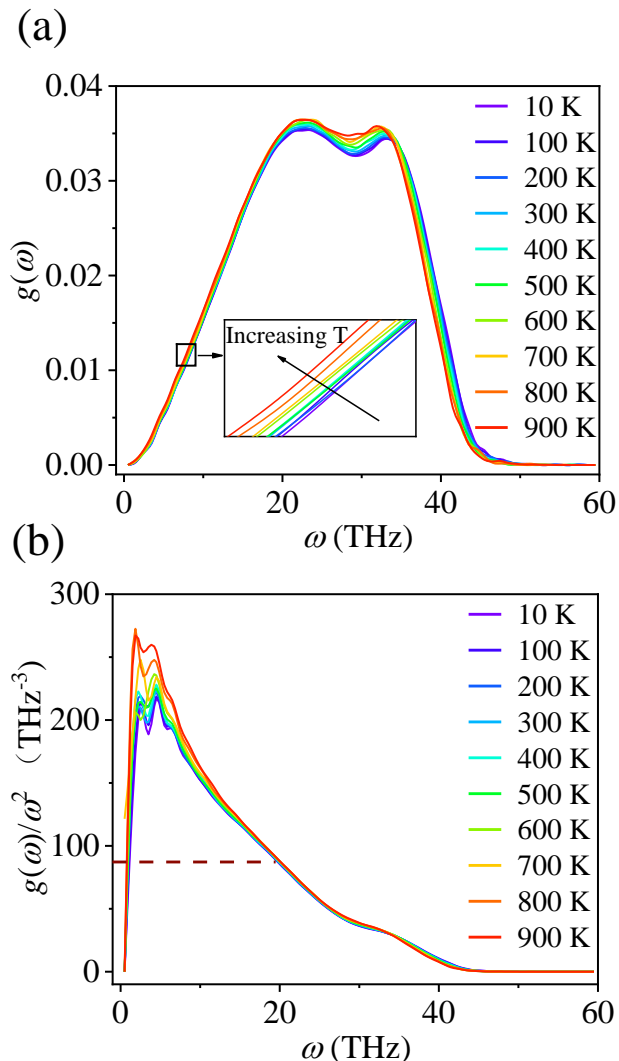 (a)
0.04
0.03
0.02
0.01
0.00
g(ω)
10 K
100 K
200 K
300 K
400 K
500 K
600 K
700 K
800 K
900 K
Increasing T
0
20
40
60
ω (THz)
(b)
300
200
100
0
g(ω)/ω² （THz⁻³)
10 K
100 K
200 K
300 K
400 K
500 K
600 K
700 K
800 K
900 K
0
20
40
60
ω (THz)